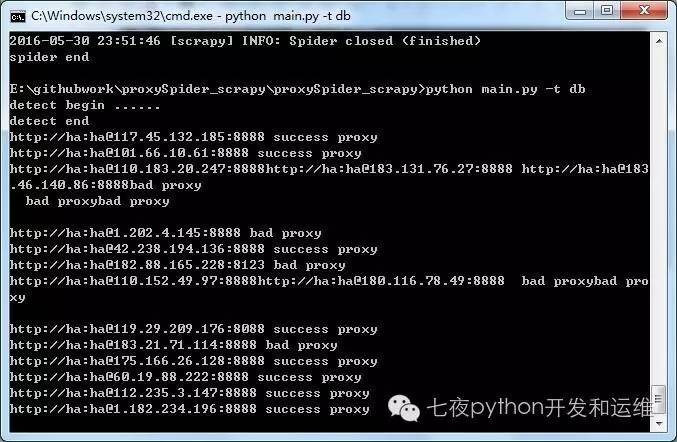 C:\Windows\system32\cmd.exe - python  main.py -t db
2016-05-30 23:51:46 [scrapy] INFO: Spider closed (finished)
spider end
E:\githubwork\proxySpider_scrapy\proxySpider_scrapy>python main.py -t db
detect begin ......
detect end
http://ha:ha@117.45.132.185:8888 success proxy
http://ha:ha@101.66.10.61:8888 success proxy
http://ha:ha@110.183.20.247:8888http://ha:ha@183.131.76.27:8888 http://ha:ha@183
.46.140.86:8888bad proxy
  bad proxybad proxy
http://ha:ha@1.202.4.145:8888 bad proxy
http://ha:ha@42.238.194.136:8888 success proxy
http://ha:ha@182.88.165.228:8123 bad proxy
http://ha:ha@110.152.49.97:8888http://ha:ha@180.116.78.49:8888  bad proxybad pro
xy
http://ha:ha@119.29.209.176:8088 success proxy
http://ha:ha@183.21.71.114:8888 bad proxy
http://ha:ha@175.166.26.128:8888 success proxy
http://ha:ha@60.19.88.222:8888 success proxy
http://ha:ha@112.235.3.147:8888 success proxy
http://ha:ha@1.182.234.196:8888 success proxy
七夜python开发和运维